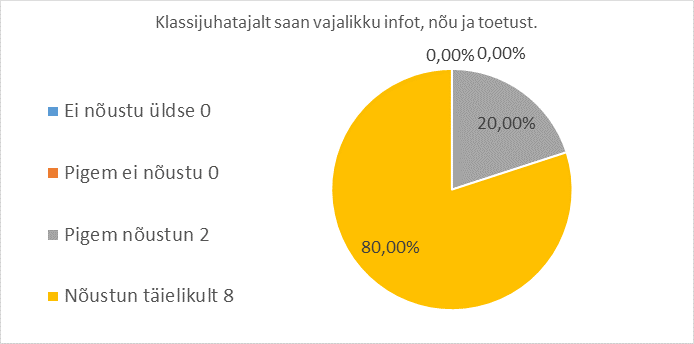 Klassijuhatajalt saan vajalikku infot, nõu ja toetust.
0,00% 0,00%
Ei nõustu üldse 0
20,00%
Pigem ei nõustu 0
Pigem nõustun 2
80,00%
Nõustun täielikult 8